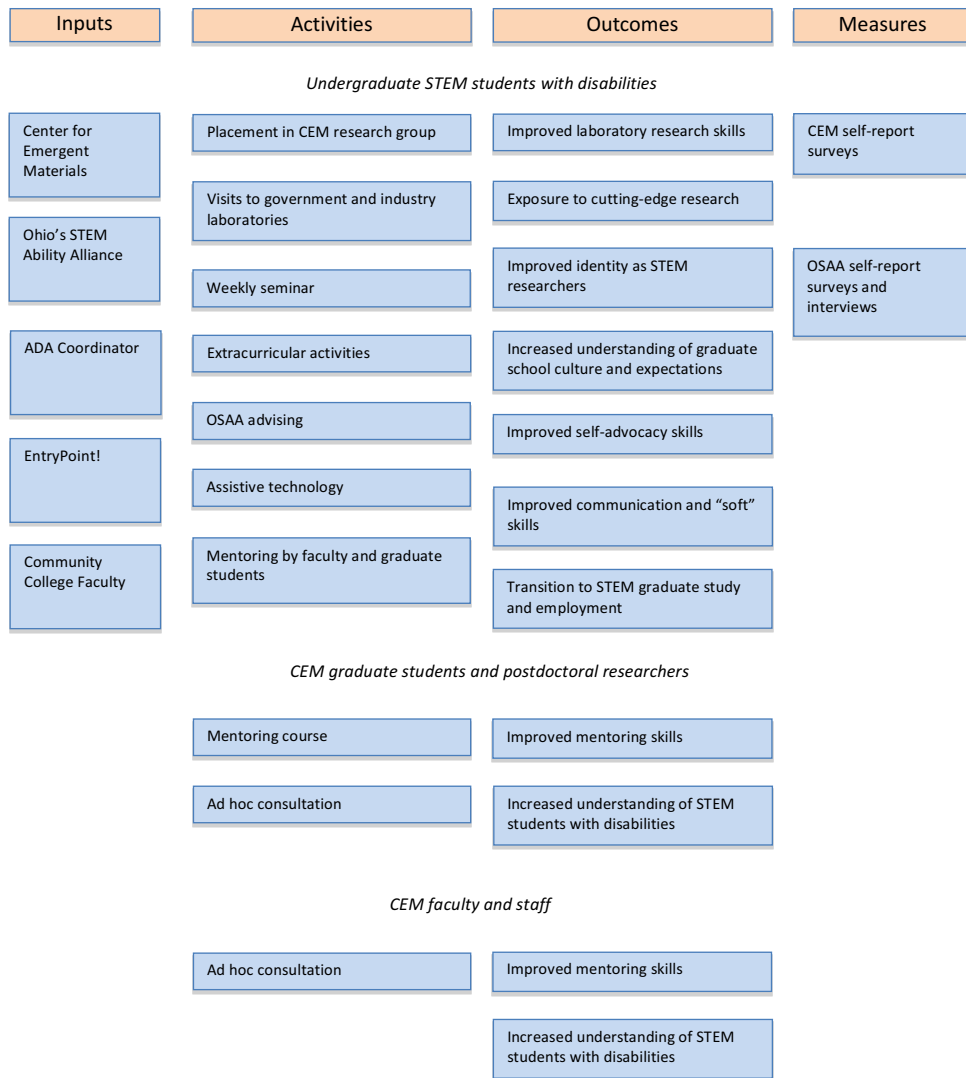 Inputs
Activities
Outcomes
Measures
Undergraduate STEM students with disabilities
Center for
Emergent
Materials
Ohio’s STEM
Ability Alliance
ADA Coordinator
EntryPoint!
Community
College Faculty
Placement in CEM research group
Visits to government and industry
laboratories
Weekly seminar
Extracurricular activities
OSAA advising
Assistive technology
Mentoring by faculty and graduate
students
Improved laboratory research skills
Exposure to cutting-edge research
Improved identity as STEM
researchers
Increased understanding of graduate
school culture and expectations
Improved self-advocacy skills
Improved communication and “soft”
skills
Transition to STEM graduate study
and employment
CEM self-report
surveys
OSAA self-report
surveys and
interviews
CEM graduate students and postdoctoral researchers
Mentoring course
Ad hoc consultation
Improved mentoring skills
Increased understanding of STEM
students with disabilities
CEM faculty and staff
Ad hoc consultation
Improved mentoring skills
Increased understanding of STEM
students with disabilities